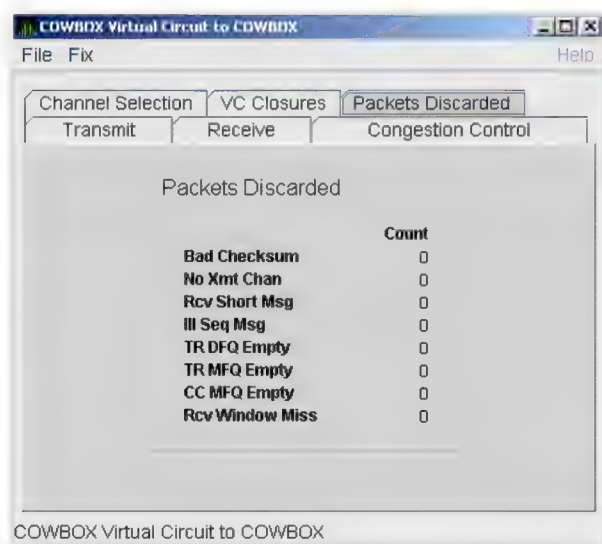 COWBOX Virtual Circuit to COWBOX
File Fix Help
Channel Selection VC Closures Packets Discarded
Transmit Receive Congestion Control
Packets Discarded
Count
Bad Checksum 0
No Xmt Chan 0
Rcv Short Msg 0
Ill Seq Msg 0
TR DFQ Empty 0
TR MFQ Empty 0
CC MFQ Empty 0
Rcv Window Miss 0
COWBOX Virtual Circuit to COWBOX